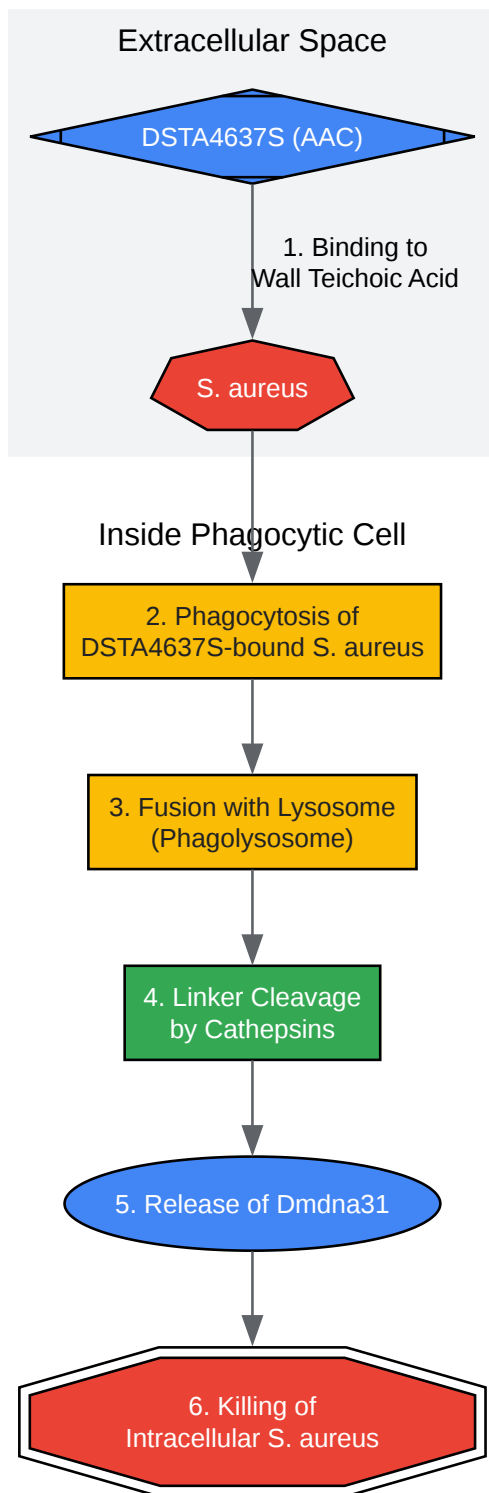 Extracellular Space
DSTA4637S (AAC)
1. Binding to
Wall Teichoic Acid
S. aureus
Inside Phagocytic Cell
2. Phagocytosis of
DSTA4637S-bound S. aureus
3. Fusion with Lysosome
(Phagolysosome)
4. Linker Cleavage
by Cathepsins
5. Release of Dmdna31
6. Killing of
Intracellular S. aureus